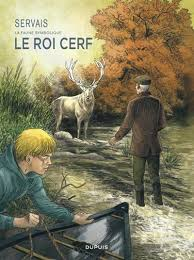 SERVAIS
LA FAUNE SYMBOLIQUE
LE ROI CERF
DUPUIS